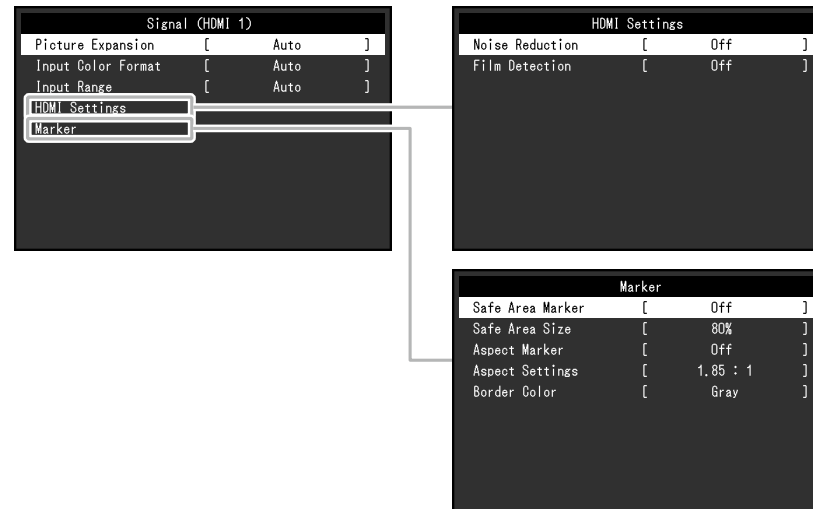 Signal (HDMI 1)
Picture Expansion [ Auto ]
Input Color Format [ Auto ]
Input Range [ Auto ]
HDMI Settings
Marker
HDMI Settings
Noise Reduction [ Off ]
Film Detection [ Off ]
Marker
Safe Area Marker [ Off ]
Safe Area Size [ 80% ]
Aspect Marker [ Off ]
Aspect Settings [ 1.85 : 1 ]
Border Color [ Gray ]